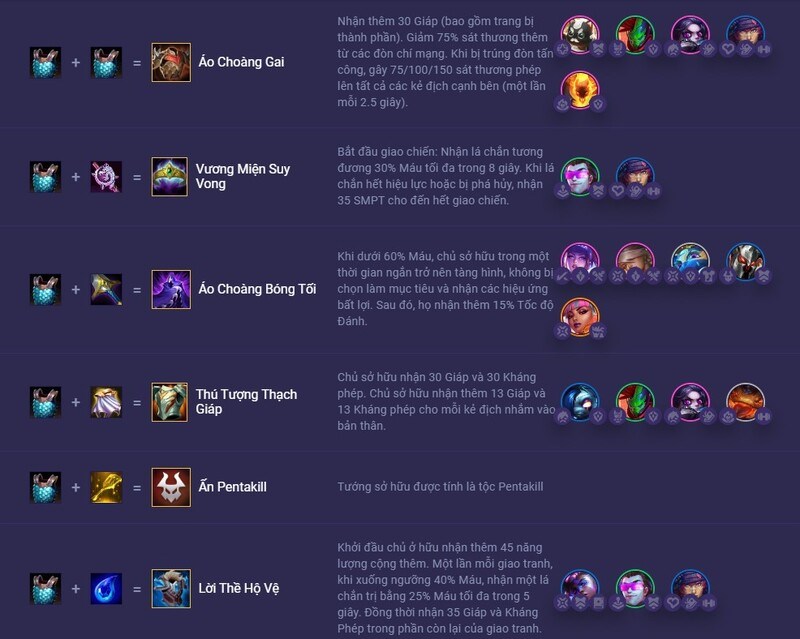 Nhận thêm 30 Giáp (bao gồm trang bị
thành phần). Giảm 75% sát thương thêm
từ các đòn chí mạng. Khi bị trúng đòn tấn
công, gây 75/100/150 sát thương phép
lên tất cả các kẻ địch cạnh bên (một lần
mỗi 2.5 giây).
+
=
Áo Choàng Gai
Bắt đầu giao chiến: Nhận lá chắn tương
đương 30% Máu tối đa trong 8 giây. Khi lá
chắn hết hiệu lực hoặc bị phá hủy, nhận
35 SMPT cho đến hết giao chiến.
+
=
Vương Miện Suy
Vong
Khi dưới 60% Máu, chủ sở hữu trong một
thời gian ngắn trở nên tàng hình, không bị
chọn làm mục tiêu và nhận các hiệu ứng
bất lợi. Sau đó, họ nhận thêm 15% Tốc độ
Đánh.
+
=
Áo Choàng Bóng Tối
Chủ sở hữu nhận 30 Giáp và 30 Kháng
phép. Chủ sở hữu nhận thêm 13 Giáp và
13 Kháng phép cho mỗi kẻ địch nhắm vào
bản thân.
+
=
Thú Tượng Thạch
Giáp
+
=
Ấn Pentakill
Tướng sở hữu được tính là tộc Pentakill
Khởi đầu chủ ở hữu nhận thêm 45 năng
lượng cộng thêm. Một lần mỗi giao tranh,
khi xuống ngưỡng 40% Máu, nhận một lá
chắn trị bằng 25% Máu tối đa trong 5
giây. Đồng thời nhận 35 Giáp và Kháng
Phép trong phần còn lại của giao tranh.
+
=
Lời Thề Hộ Vệ